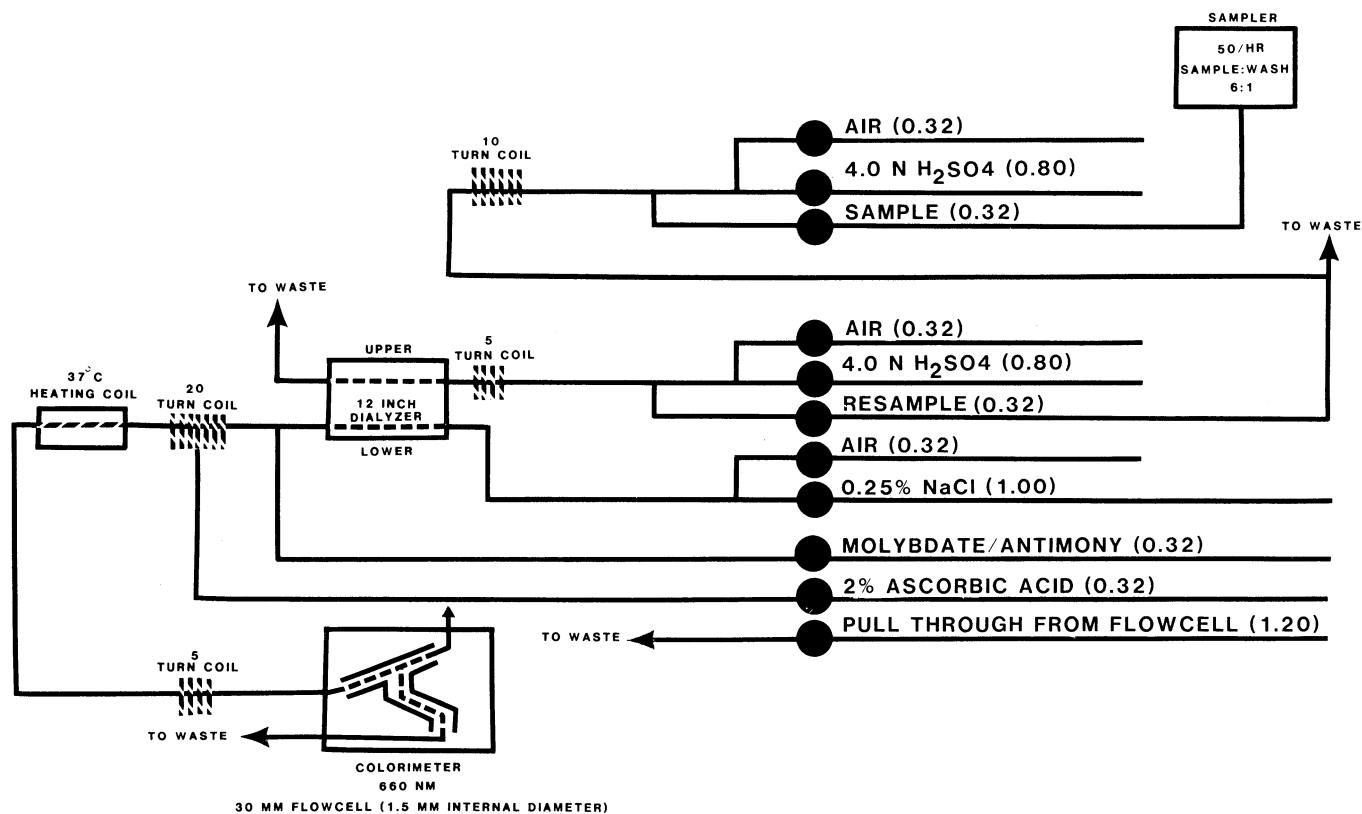 SAMPLER
50/HR
SAMPLE:WASH
6:1
AIR (0.32)
10
TURN COIL
4.0 N H2SO4 (0.80)
SAMPLE (0.32)
TO WASTE
TO WASTE
AIR (0.32)
UPPER
5
TURN COIL
4.0 N H2SO4 (0.80)
37°C
HEATING COIL
20
TURN COIL
12 INCH
DIALYZER
RESAMPLE (0.32)
LOWER
AIR (0.32)
0.25% NaCl (1.00)
MOLYBDATE/ANTIMONY (0.32)
2% ASCORBIC ACID (0.32)
PULL THROUGH FROM FLOWCELL (1.20)
TO WASTE
5
TURN COIL
TO WASTE
COLORIMETER
660 NM
30 MM FLOWCELL (1.5 MM INTERNAL DIAMETER)